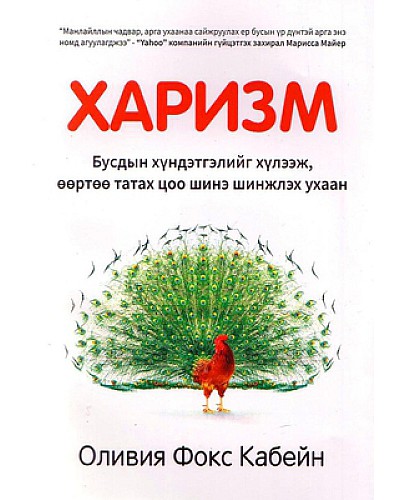 "Манлайллын чадвар, арга ухаанаа сайжруулах ер бусын үр дүнтэй арга энэ
номд агуулагджээ" - "Yahoo" компанийн гүйцэтгэх захирал Марисса Майер
ХАРИЗМ
Бусдын хүндэтгэлийг хүлээж,
өөртөө татах цоо шинэ шинжлэх ухаан
Оливия Фокс Кабейн